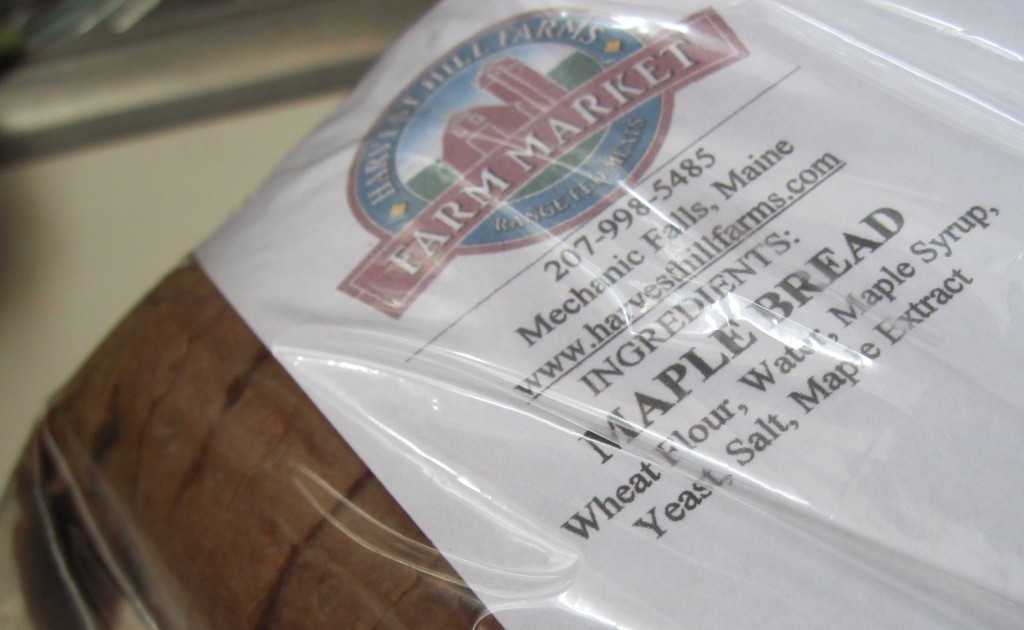 HARVEST HILL FARMS
FARM MARKET
RANGE FED MEATS
207-998-5485
Mechanic Falls, Maine
www.harvesthillfarms.com
INGREDIENTS:
MAPLE BREAD
Wheat Flour, Water, Maple Syrup,
Yeast, Salt, Maple Extract